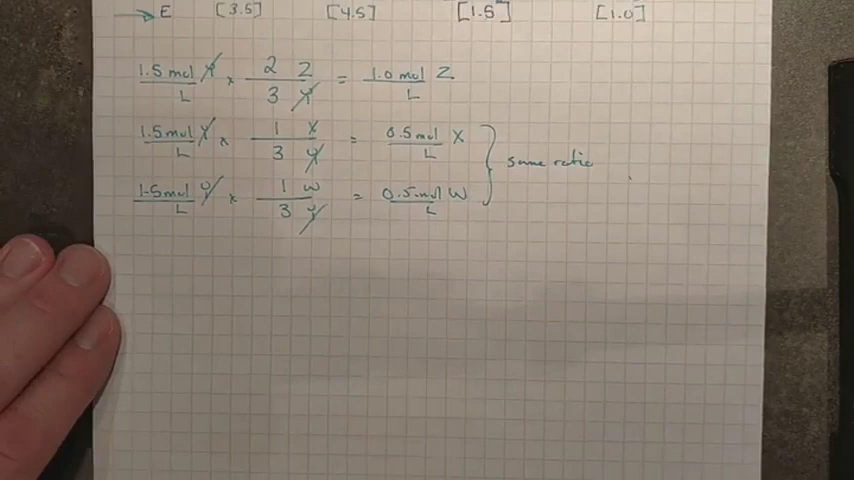 → E [3.5] [4.5] [1.5] [1.0]
1.5 mol Y/L × 2 Z/3 Y = 1.0 mol Z/L
1.5 mol Y/L × 1 X/3 Y = 0.5 mol X/L
1.5 mol Y/L × 1 W/3 Y = 0.5 mol W/L
same ratio